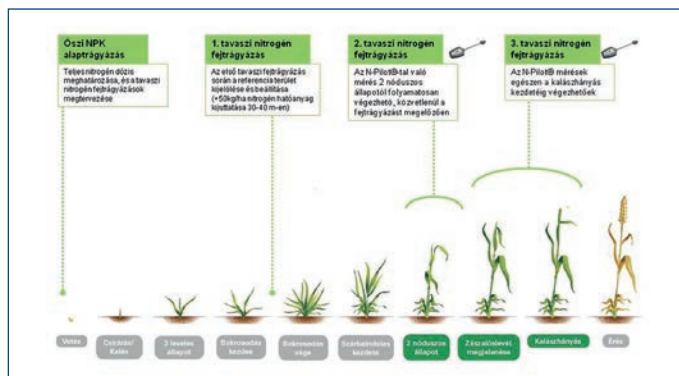 Őszi NPK
alaptrágyázás
Teljes nitrogén dózis
meghatározása, és a tavaszi
nitrogén fejtrágyázások
megtervezése
1. tavaszi nitrogén
fejtrágyázás
Az első tavaszi fejtrágyázás
során a referencia terület
kijelölése és beállítása
(+50kg/ha nitrogén hatóanyag
kijuttatása 30-40 m-en)
2. tavaszi nitrogén
fejtrágyázás
Az N-Pilot®-tal való
mérés 2 nóduszos
állapottól folyamatosan
végezhető, közvetlenül a
fejtrágyázást megelőzően
3. tavaszi nitrogén
fejtrágyázás
Az N-Pilot® mérések
egészen a kalászhányás
kezdetéig végezhetőek
Vetés
Csírázás/
Kelés
3 leveles
állapot
Bokrosodás
kezdete
Bokrosodás
vége
Szárbaindulás
kezdete
2 nóduszos
állapot
Zászlóslevél
megjelenése
Kalászhányás
Érés